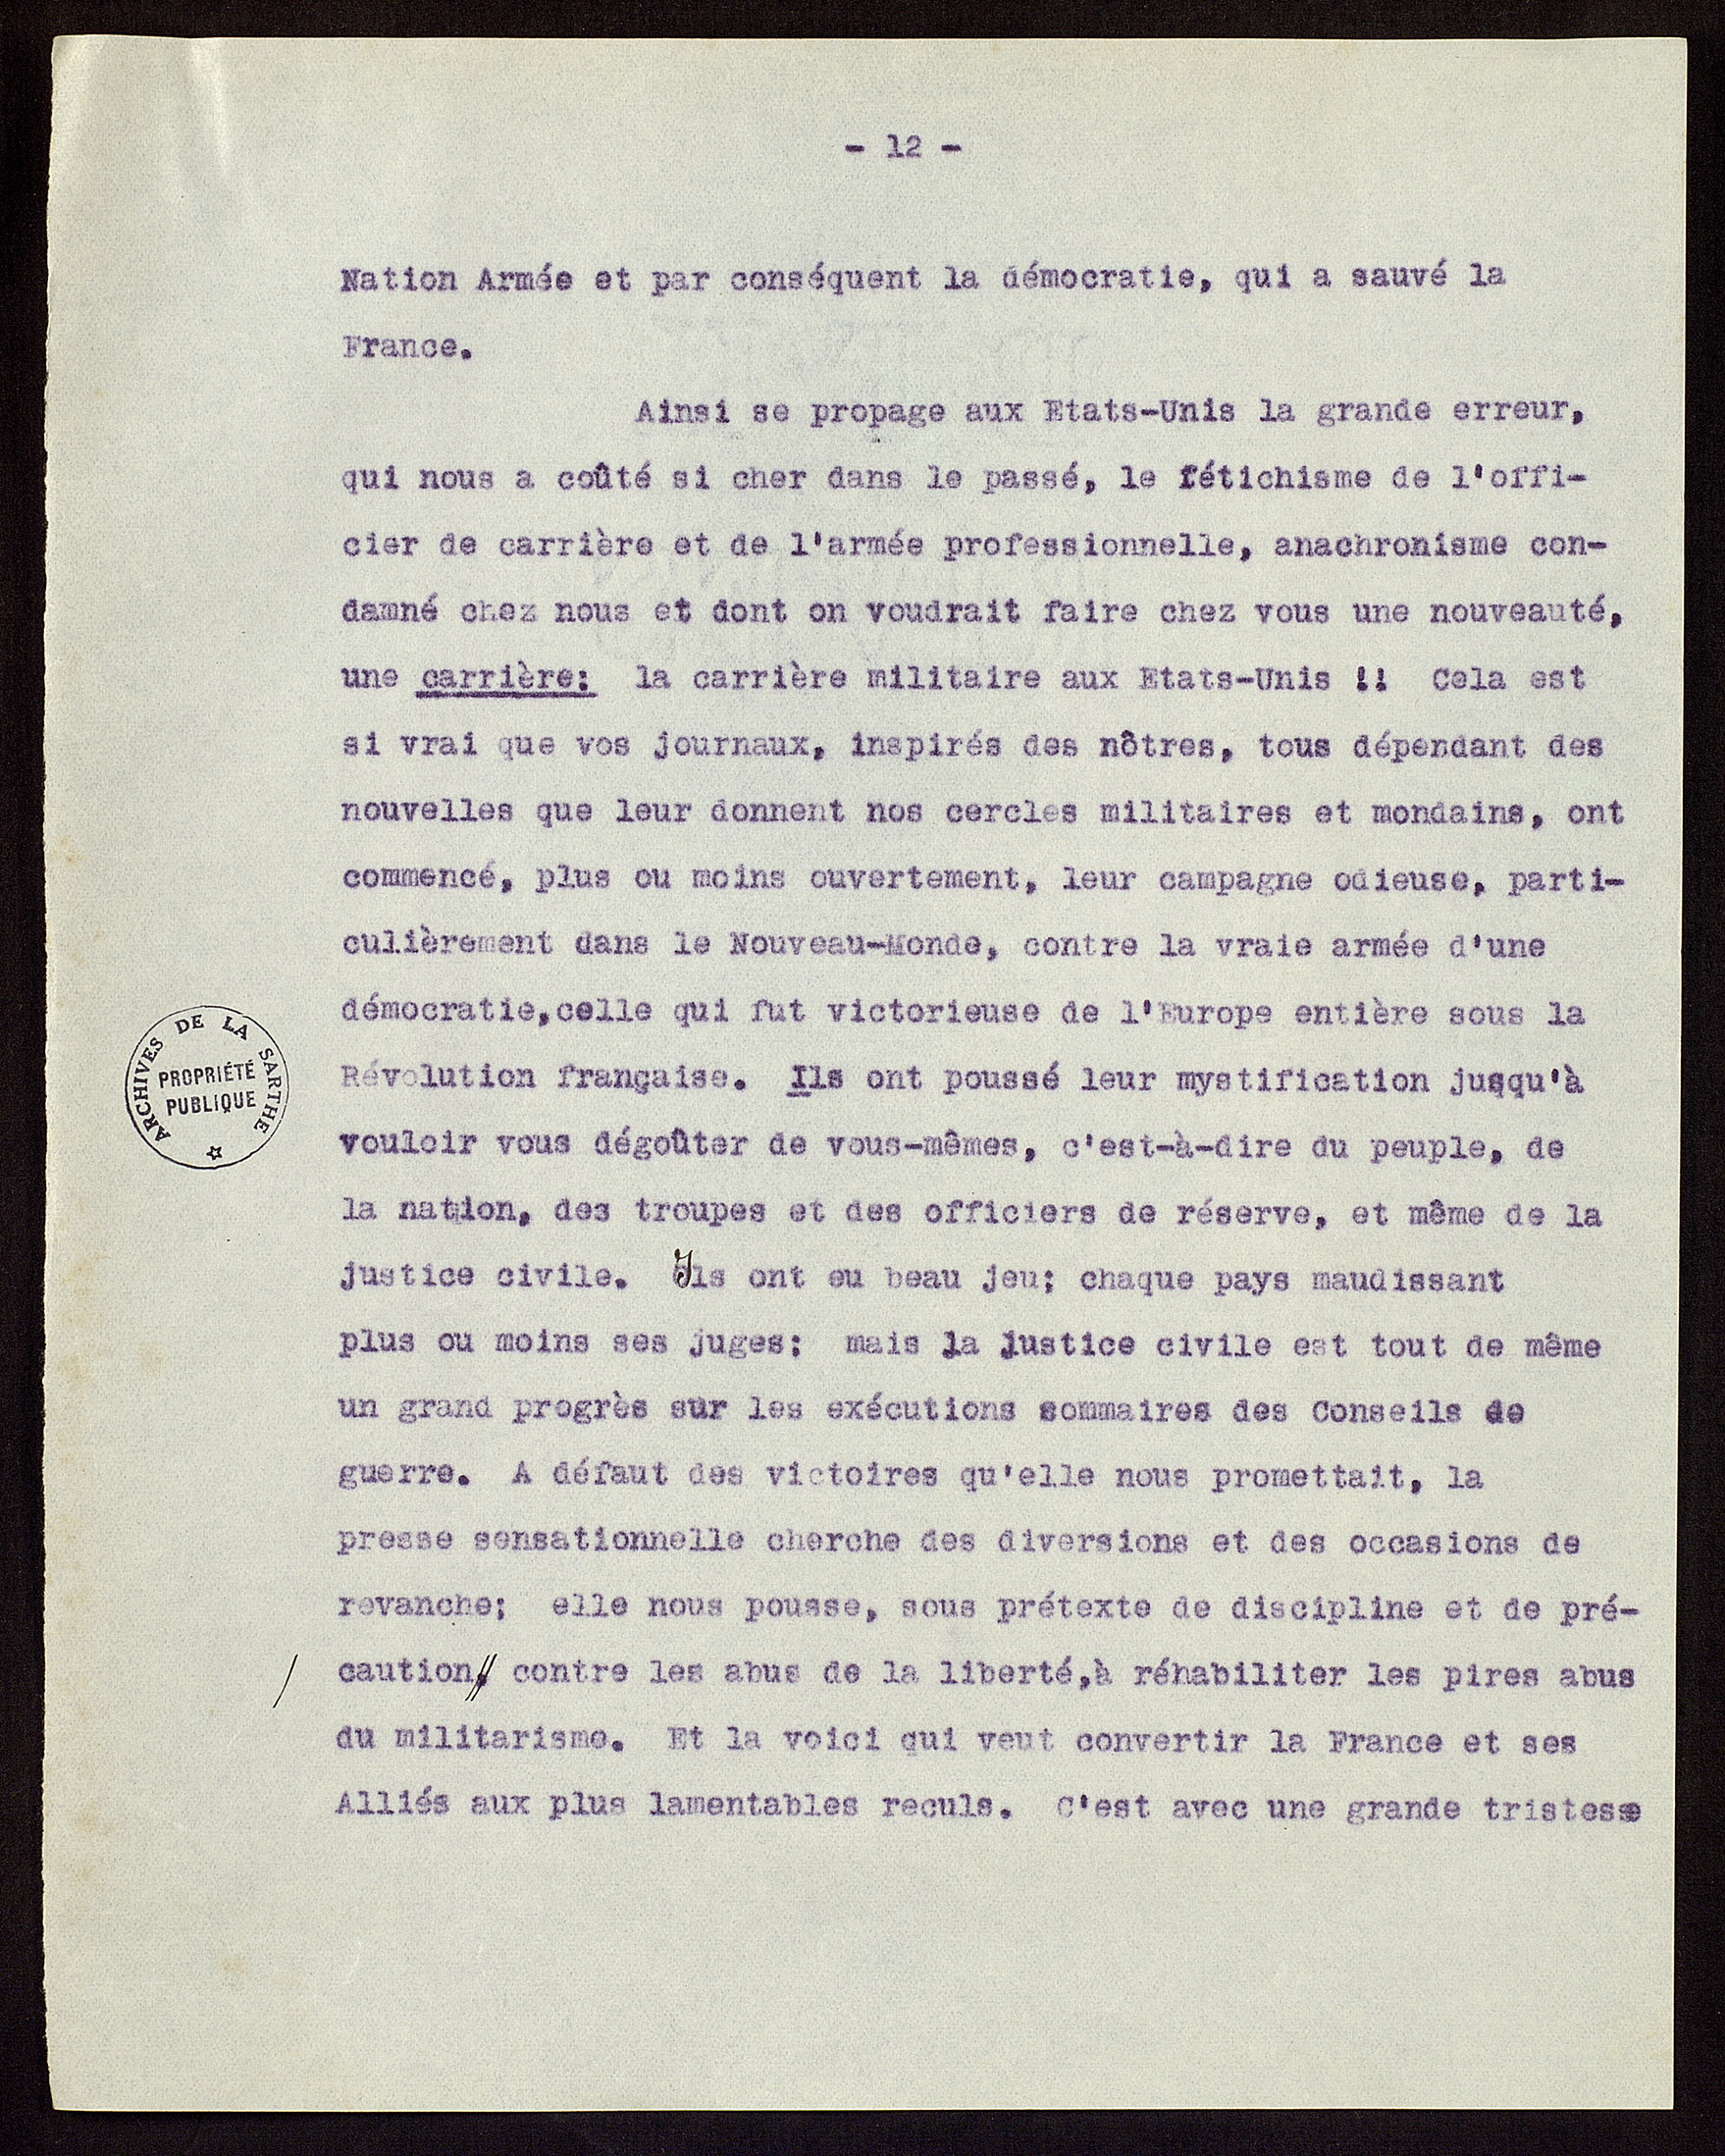 - 12 -
Nation Armée et par conséquent la démocratie, qui a sauvé la
France.
Ainsi se propage aux Etats-Unis la grande erreur,
qui nous a coûté si cher dans le passé, le fétichisme de l'offi-
cier de carrière et de l'armée professionnelle, anachronisme con-
damné chez nous et dont on voudrait faire chez vous une nouveauté,
une carrière: la carrière militaire aux Etats-Unis !! Cela est
si vrai que vos journaux, inspirés des nôtres, tous dépendant des
nouvelles que leur donnent nos cercles militaires et mondains, ont
commencé, plus ou moins ouvertement, leur campagne odieuse, parti-
culièrement dans le Nouveau-Monde, contre la vraie armée d'une
démocratie,celle qui fut victorieuse de l'Europe entière sous la
Révolution française. Ils ont poussé leur mystification jusqu'à
vouloir vous dégoûter de vous-mêmes, c'est-à-dire du peuple, de
la nation, des troupes et des officiers de réserve, et même de la
justice civile. Ils ont eu beau jeu; chaque pays maudissant
plus ou moins ses juges; mais la justice civile est tout de même
un grand progrès sur les exécutions sommaires des Conseils de
guerre. A défaut des victoires qu'elle nous promettait, la
presse sensationnelle cherche des diversions et des occasions de
revanche; elle nous pousse, sous prétexte de discipline et de pré-
caution, contre les abus de la liberté,à réhabiliter les pires abus
du militarisme. Et la voici qui veut convertir la France et ses
Alliés aux plus lamentables reculs. C'est avec une grande tristesse
ARCHIVES DE LA SARTHE
PROPRIÉTÉ
PUBLIQUE